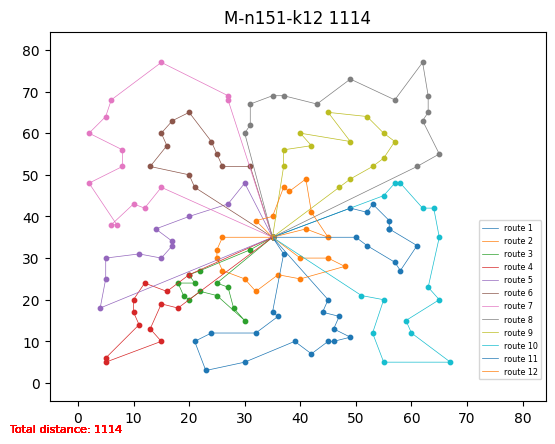 M-n151-k12 1114
80
70
60
50
40
30
20
10
0
route 1
route 2
route 3
route 4
route 5
route 6
route 7
route 8
route 9
route 10
route 11
route 12
0 10 20 30 40 50 60 70 80
Total distance: 1114